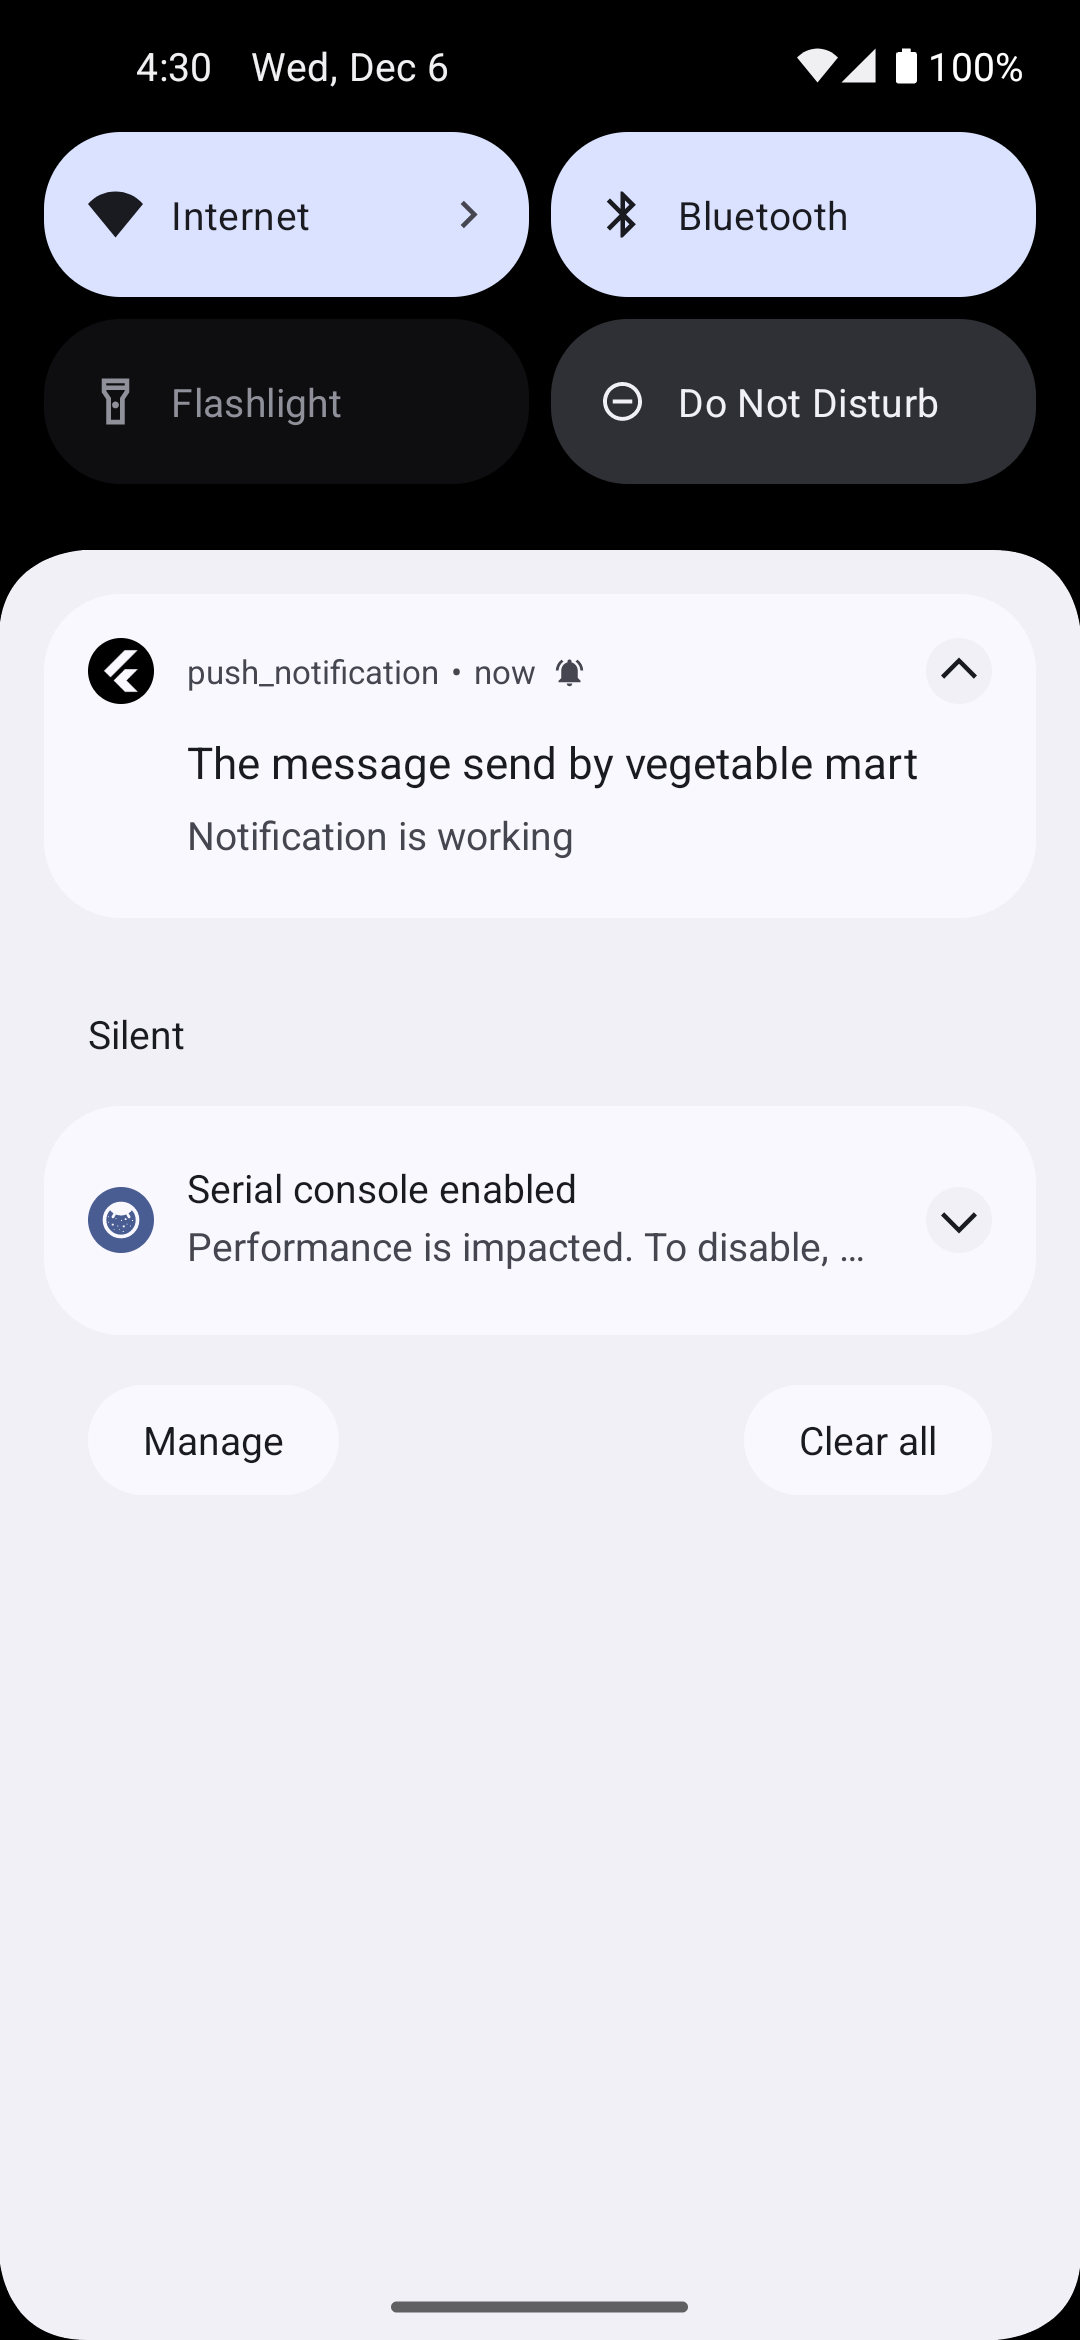 4:30 Wed, Dec 6 100%
Internet Bluetooth
Flashlight Do Not Disturb
push_notification • now
The message send by vegetable mart
Notification is working
Silent
Serial console enabled
Performance is impacted. To disable, …
Manage Clear all